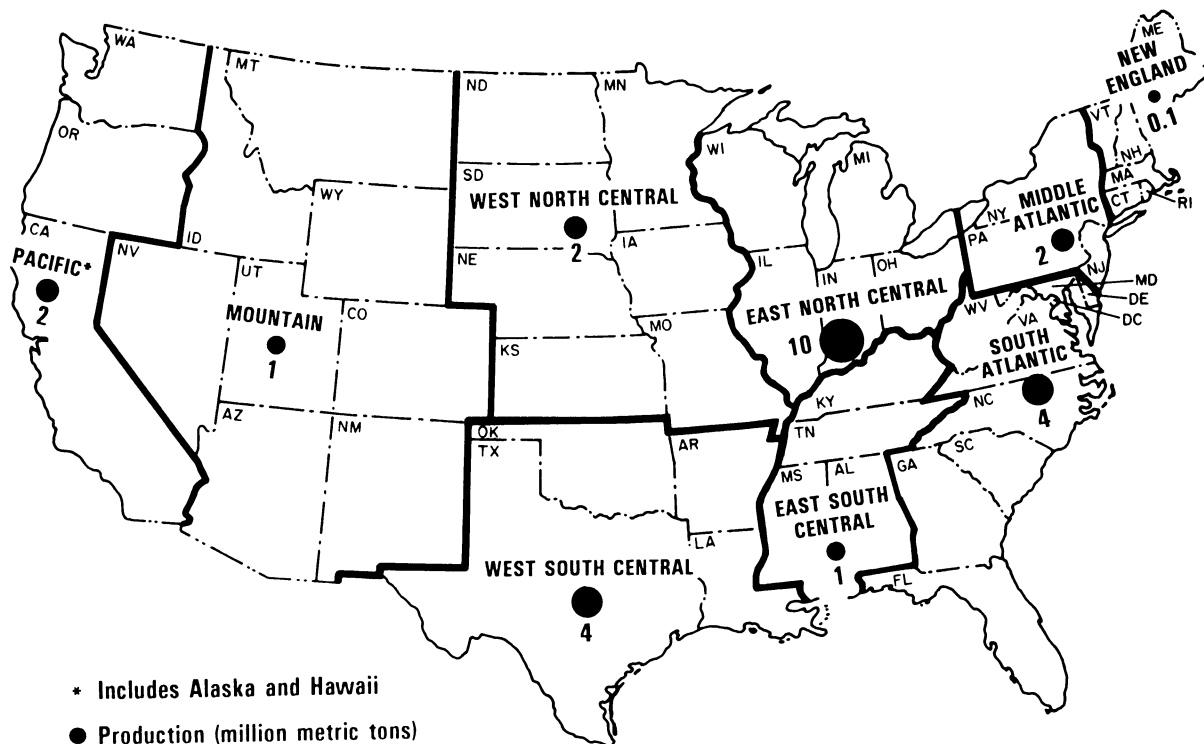 WA
MT
ND
MN
ME
NEW
ENGLAND
0.1
VT
OR
WI
MI
NH
MA
CT
RI
SD
WY
WEST NORTH CENTRAL
2
MIDDLE
ATLANTIC
2
NY
PA
NJ
CA
PACIFIC*
2
NV
ID
UT
NE
IA
IL
IN
OH
MD
DE
DC
WV
VA
MOUNTAIN
1
CO
MO
EAST NORTH CENTRAL
10
SOUTH
ATLANTIC
4
KS
KY
NC
AZ
NM
OK
TX
AR
TN
SC
MS
AL
GA
EAST SOUTH
CENTRAL
1
LA
FL
WEST SOUTH CENTRAL
4
* Includes Alaska and Hawaii
● Production (million metric tons)